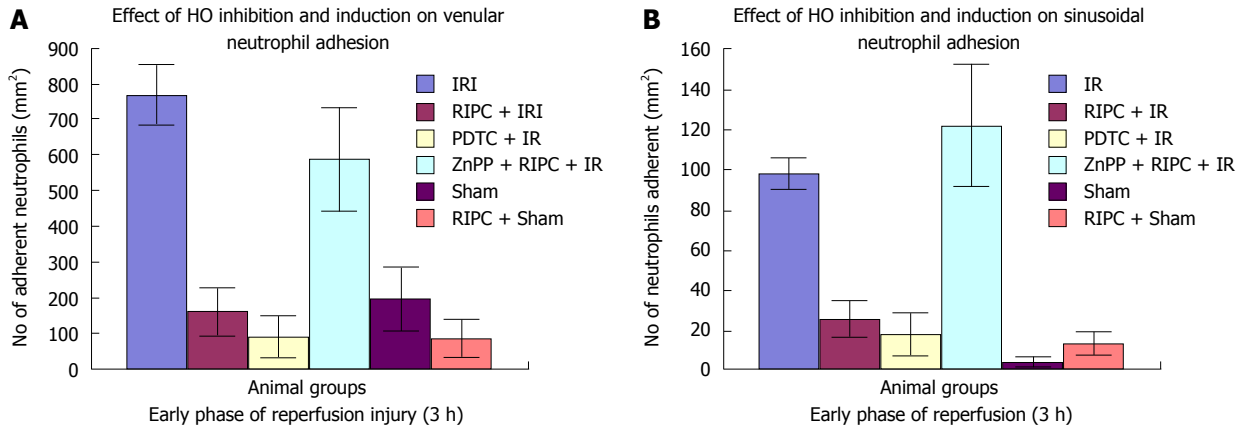 A
Effect of HO inhibition and induction on venular
neutrophil adhesion
No of adherent neutrophils (mm²)
900
800
700
600
500
400
300
200
100
0
IRI
RIPC + IRI
PDTC + IR
ZnPP + RIPC + IR
Sham
RIPC + Sham
Animal groups
Early phase of reperfusion injury (3 h)
B
Effect of HO inhibition and induction on sinusoidal
neutrophil adhesion
No of neutrophils adherent (mm²)
160
140
120
100
80
60
40
20
0
IR
RIPC + IR
PDTC + IR
ZnPP + RIPC + IR
Sham
RIPC + Sham
Animal groups
Early phase of reperfusion (3 h)